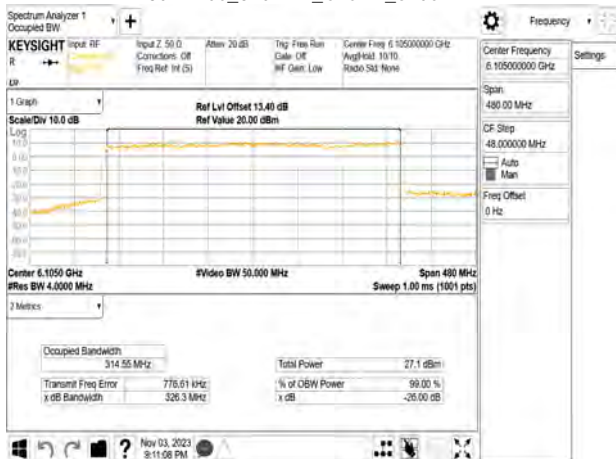 Spectrum Analyzer 1
Occupied BW
+
Frequency
KEYSIGHT Input: RF
R
Input Z: 50 Ω
Corrections: Off
Freq Ref: Int (S)
Atten: 20 dB
Trig: Free Run
Gate: Off
#IF Gain: Low
Center Freq: 6.105000000 GHz
Avg|Hold: 10/10
Radio Std: None
Center Frequency
6.105000000 GHz
Settings
Span
480.00 MHz
CF Step
48.000000 MHz
Auto
Man
Freq Offset
0 Hz
1 Graph
Scale/Div 10.0 dB
Ref Lvl Offset 13.40 dB
Ref Value 20.00 dBm
Log
10.0
0.00
Center 6.1050 GHz
#Res BW 4.0000 MHz
#Video BW 50.000 MHz
Span 480 MHz
Sweep 1.00 ms (1001 pts)
2 Metrics
Occupied Bandwidth
314.55 MHz
Transmit Freq Error 776.61 kHz
x dB Bandwidth 326.3 MHz
Total Power 27.1 dBm
% of OBW Power 99.00 %
x dB -26.00 dB
Nov 03, 2023
9:11:08 PM